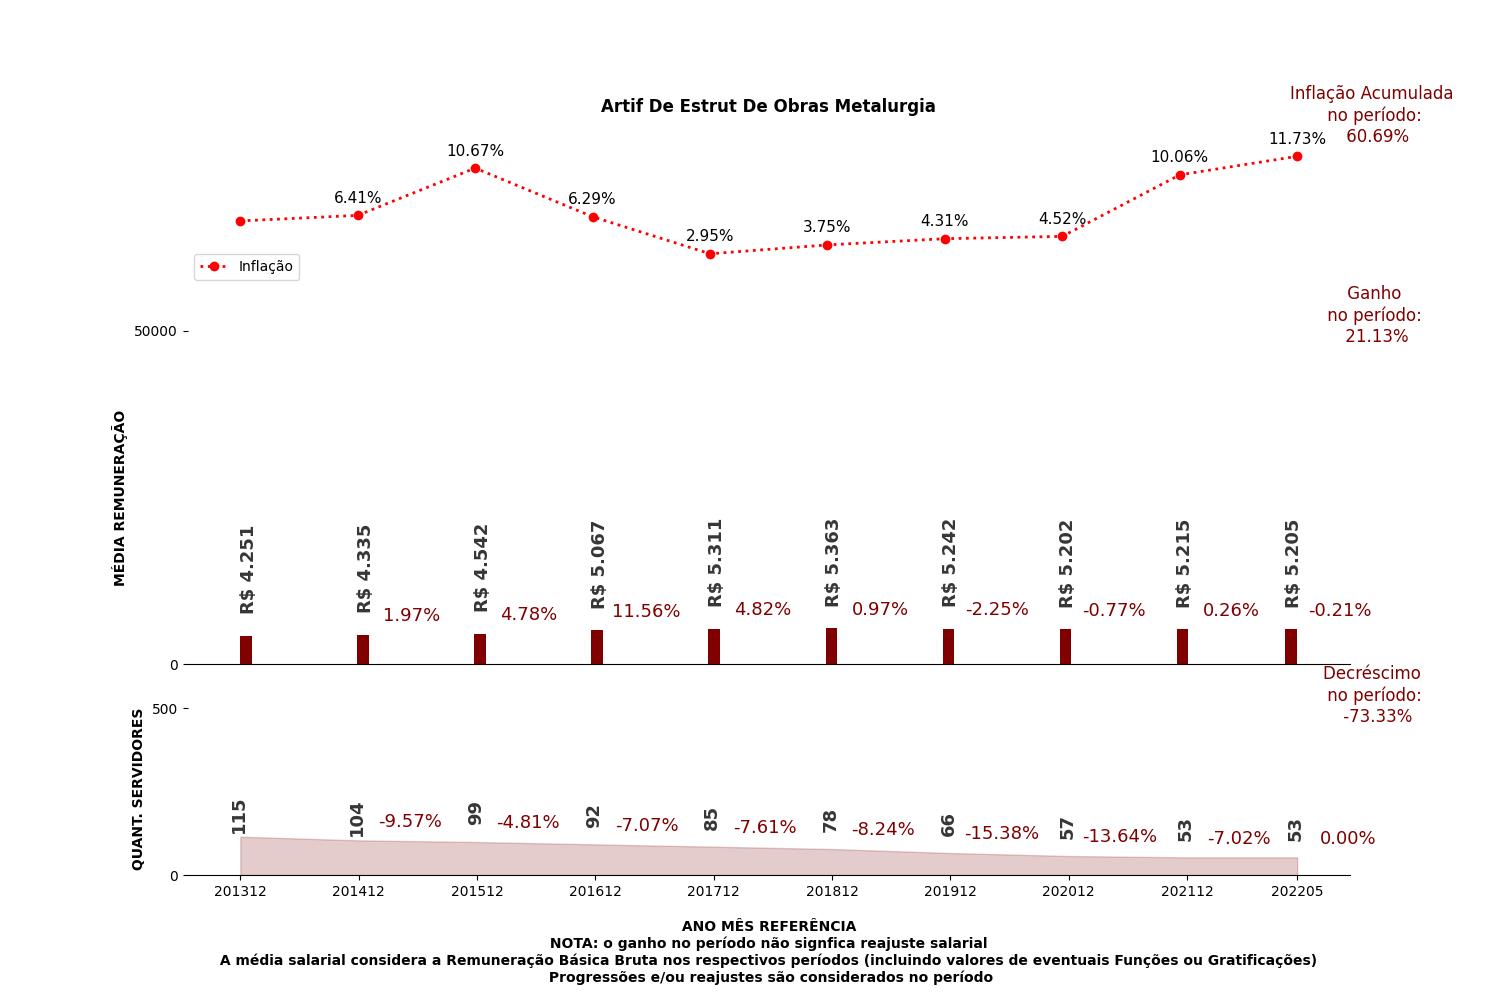 Artif De Estrut De Obras Metalurgia
Inflação Acumulada
no período:
60.69%
6.41%
10.67%
6.29%
2.95%
3.75%
4.31%
4.52%
10.06%
11.73%
Inflação
Ganho
no período:
21.13%
MÉDIA REMUNERAÇÃO
50000
0
R$ 4.251
R$ 4.335
R$ 4.542
R$ 5.067
R$ 5.311
R$ 5.363
R$ 5.242
R$ 5.202
R$ 5.215
R$ 5.205
1.97%
4.78%
11.56%
4.82%
0.97%
-2.25%
-0.77%
0.26%
-0.21%
Decréscimo
no período:
-73.33%
QUANT. SERVIDORES
500
0
115
104
99
92
85
78
66
57
53
53
-9.57%
-4.81%
-7.07%
-7.61%
-8.24%
-15.38%
-13.64%
-7.02%
0.00%
201312
201412
201512
201612
201712
201812
201912
202012
202112
202205
ANO MÊS REFERÊNCIA
NOTA: o ganho no período não signfica reajuste salarial
A média salarial considera a Remuneração Básica Bruta nos respectivos períodos (incluindo valores de eventuais Funções ou Gratificações)
Progressões e/ou reajustes são considerados no período